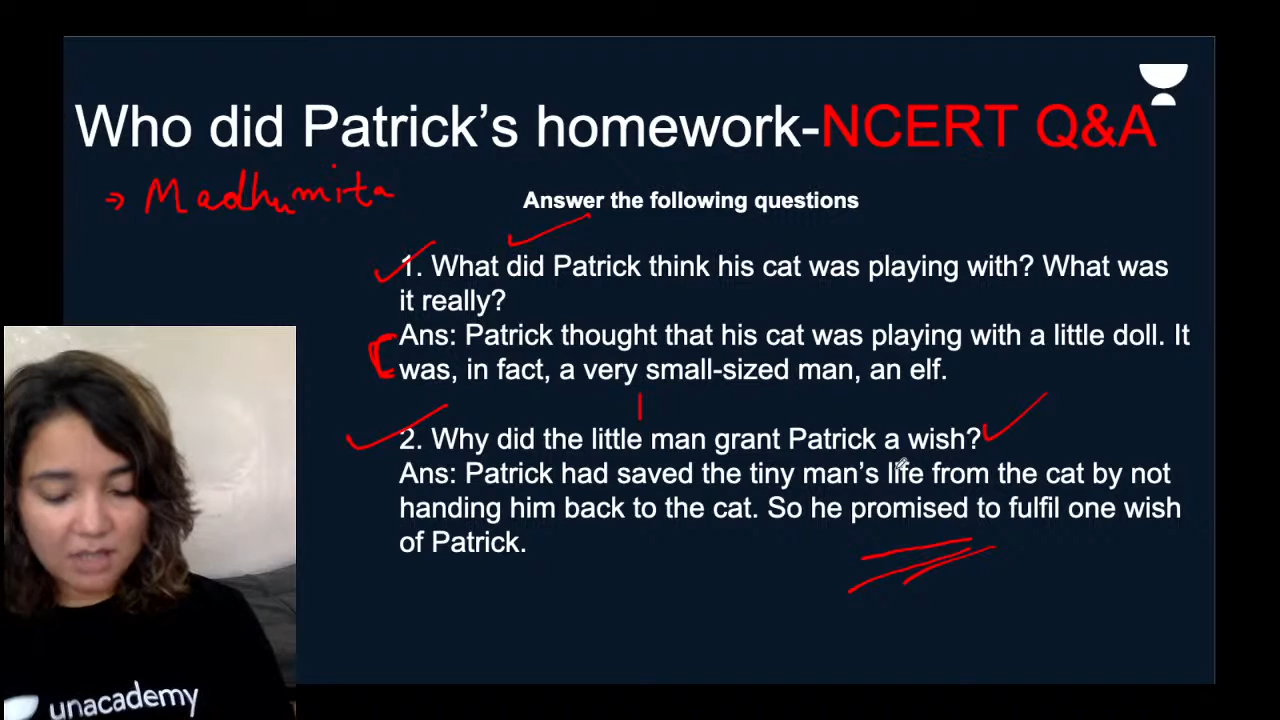 Who did Patrick's homework-NCERT Q&A
→ Madhumita
Answer the following questions
1. What did Patrick think his cat was playing with? What was
it really?
Ans: Patrick thought that his cat was playing with a little doll. It
was, in fact, a very small-sized man, an elf.
2. Why did the little man grant Patrick a wish?
Ans: Patrick had saved the tiny man's life from the cat by not
handing him back to the cat. So he promised to fulfil one wish
of Patrick.
unacademy